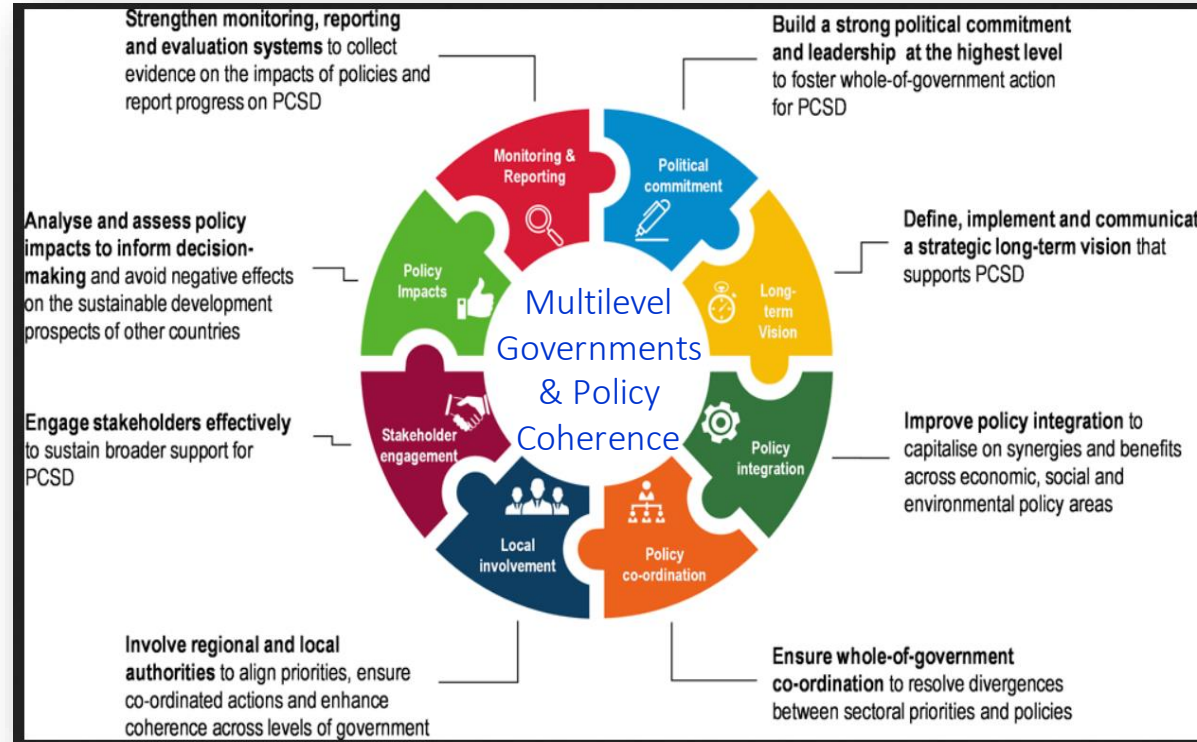 Strengthen monitoring, reporting
and evaluation systems to collect
evidence on the impacts of policies and
report progress on PCSD
Build a strong political commitment
and leadership at the highest level
to foster whole-of-government action
for PCSD
Monitoring &
Reporting
Political
commitment
Analyse and assess policy
impacts to inform decision-
making and avoid negative effects
on the sustainable development
prospects of other countries
Policy
Impacts
Long-
term
Vision
Define, implement and communicat
a strategic long-term vision that
supports PCSD
Multilevel
Governments
& Policy
Coherence
Engage stakeholders effectively
to sustain broader support for
PCSD
Stakeholder
engagement
Policy
integration
Improve policy integration to
capitalise on synergies and benefits
across economic, social and
environmental policy areas
Local
involvement
Policy
co-ordination
Involve regional and local
authorities to align priorities, ensure
co-ordinated actions and enhance
coherence across levels of government
Ensure whole-of-government
co-ordination to resolve divergences
between sectoral priorities and policies